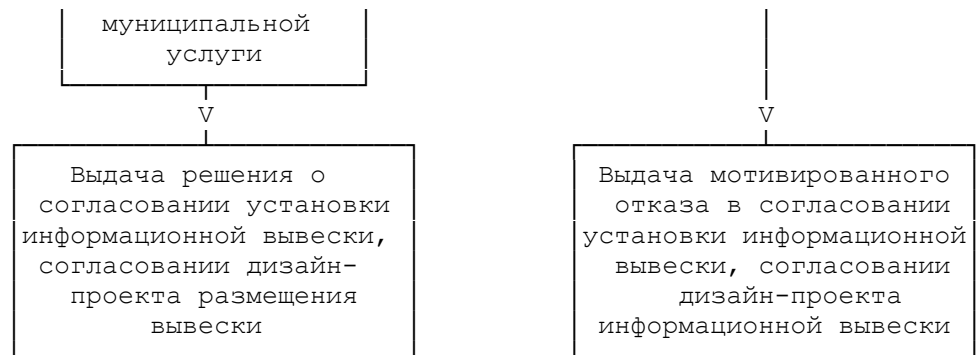 муниципальной
услуги
V
V
Выдача решения о
согласовании установки
информационной вывески,
согласовании дизайн-
проекта размещения
вывески
Выдача мотивированного
отказа в согласовании
установки информационной
вывески, согласовании
дизайн-проекта
информационной вывески